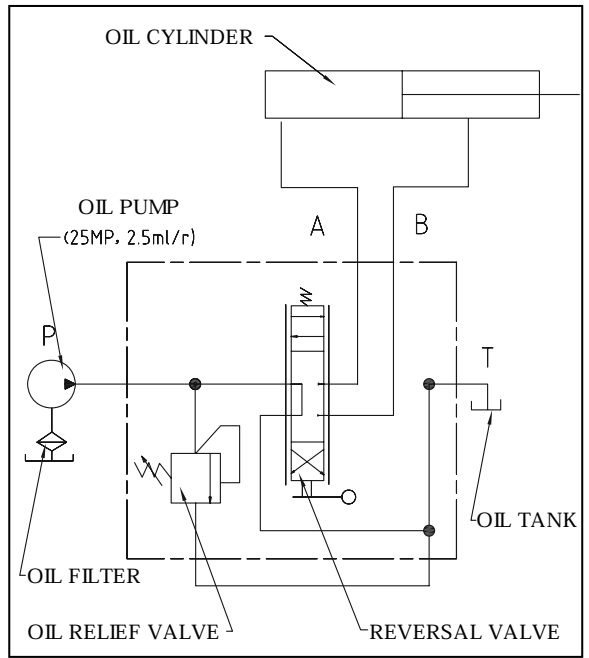 OIL CYLINDER
OIL PUMP
(25MP, 2.5ml/r)
A
B
P
T
OIL TANK
OIL FILTER
OIL RELIEF VALVE
REVERSAL VALVE